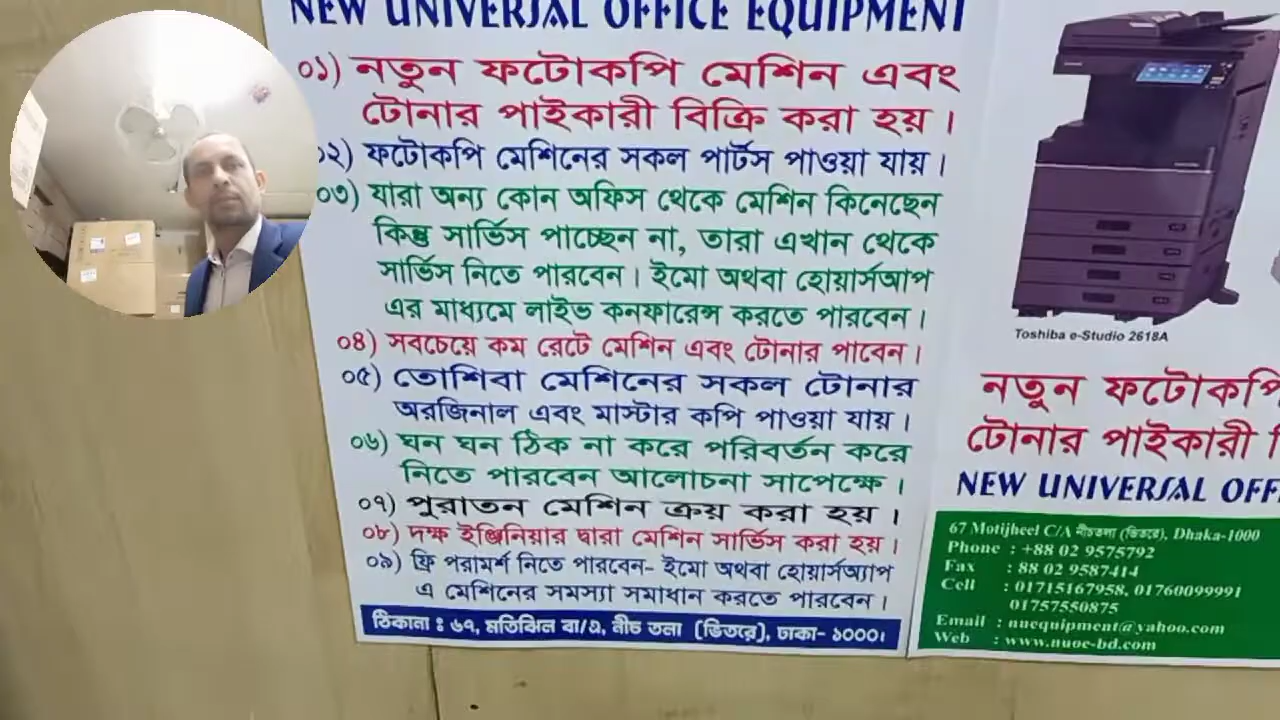 NEW UNIVERSAL OFFICE EQUIPMENT
০১) নতুন ফটোকপি মেশিন এবং
টোনার পাইকারী বিক্রি করা হয়।
০২) ফটোকপি মেশিনের সকল পার্টস পাওয়া যায়।
০৩) যারা অন্য কোন অফিস থেকে মেশিন কিনেছেন
কিন্তু সার্ভিস পাচ্ছেন না, তারা এখান থেকে
সার্ভিস নিতে পারবেন। ইমো অথবা হোয়ার্সআপ
এর মাধ্যমে লাইভ কনফারেন্স করতে পারবেন।
০৪) সবচেয়ে কম রেটে মেশিন এবং টোনার পাবেন।
০৫) তোশিবা মেশিনের সকল টোনার
অরজিনাল এবং মাস্টার কপি পাওয়া যায়।
০৬) ঘন ঘন ঠিক না করে পরিবর্তন করে
নিতে পারবেন আলোচনা সাপেক্ষে।
০৭) পুরাতন মেশিন ক্রয় করা হয়।
০৮) দক্ষ ইঞ্জিনিয়ার দ্বারা মেশিন সার্ভিস করা হয়।
০৯) ফ্রি পরামর্শ নিতে পারবেন- ইমো অথবা হোয়ার্সঅ্যাপ
এ মেশিনের সমস্যা সমাধান করতে পারবেন।
ঠিকানা : ৬৭, মতিঝিল বা/এ, নীচ তলা (ভিতরে), ঢাকা- ১০০০।
Toshiba e-Studio 2618A
নতুন ফটোকপি
টোনার পাইকারী
NEW UNIVERSAL OFF
67 Motijheel C/A নীচতলা (ভিতরে), Dhaka-1000
Phone : +88 02 9575792
Fax : 88 02 9587414
Cell : 01715167958, 01760099991
01757550875
Email : nuequipment@yahoo.com
Web : www.nuoe-bd.com